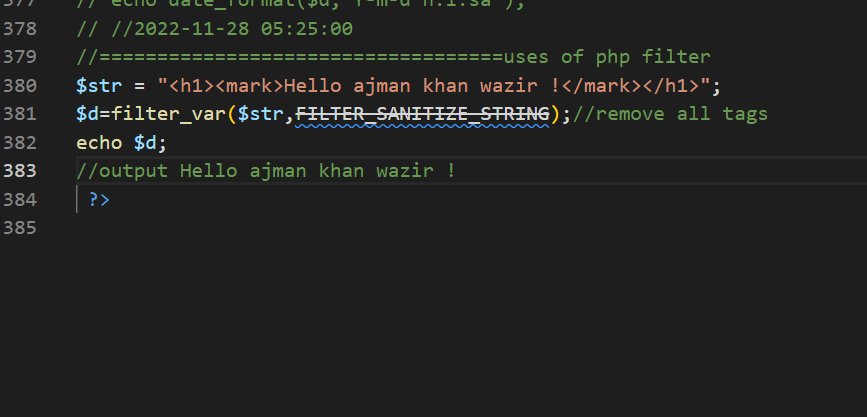 377 // echo date_format($d,"Y-m-d h:i:sa");
378 // //2022-11-28 05:25:00
379 //===================================uses of php filter
380 $str = "<h1><mark>Hello ajman khan wazir !</mark></h1>";
381 $d=filter_var($str,FILTER_SANITIZE_STRING);//remove all tags
382 echo $d;
383 //output Hello ajman khan wazir !
384 ?>
385